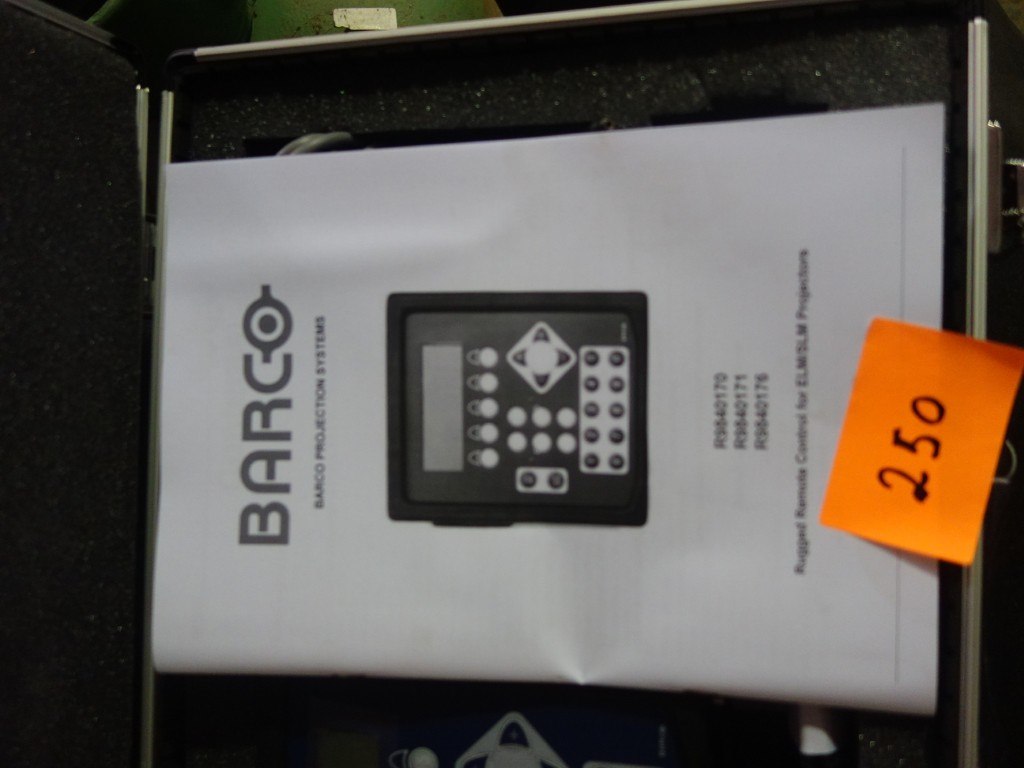 BARCO
BARCO PROJECTION SYSTEMS
R9840170
R9840171
R9840176
Rugged Remote Control for ELM/SLM Projectors
250